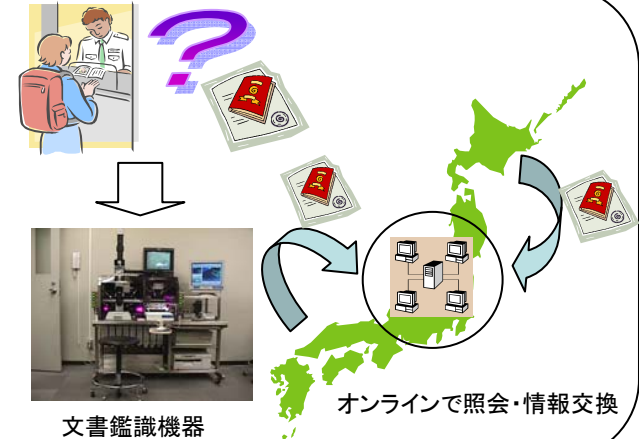 ?
文書鑑識機器
オンラインで照会・情報交換